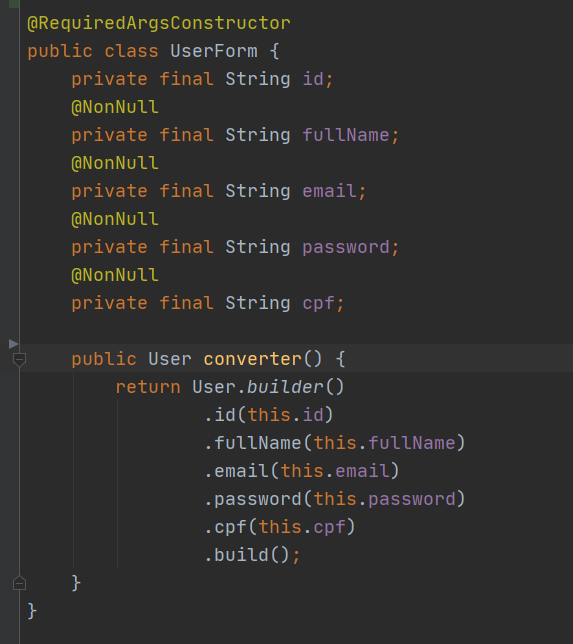 @RequiredArgsConstructor
public class UserForm {
    private final String id;
    @NonNull
    private final String fullName;
    @NonNull
    private final String email;
    @NonNull
    private final String password;
    @NonNull
    private final String cpf;

    public User converter() {
        return User.builder()
                .id(this.id)
                .fullName(this.fullName)
                .email(this.email)
                .password(this.password)
                .cpf(this.cpf)
                .build();
    }
}